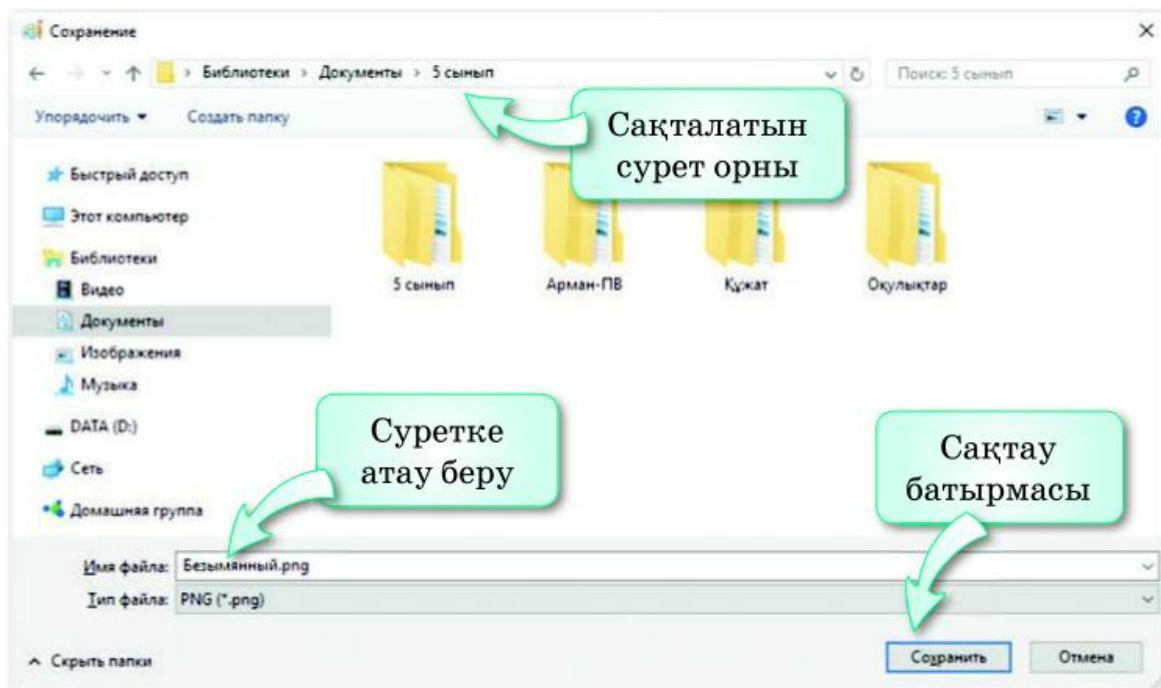 Сохранение
Библиотеки > Документы > 5 сынып
Поиск: 5 сынып
Упорядочить
Создать папку
Сақталатын
сурет орны
Быстрый доступ
Этот компьютер
Библиотеки
Видео
Документы
Изображения
Музыка
DATA (D:)
Сеть
Домашняя группа
5 сынып
Арман-ПВ
Құжат
Оқулықтар
Суретке
атау беру
Сақтау
батырмасы
Имя файла: Безымянный.png
Тип файла: PNG (*.png)
Скрыть папки
Сохранить
Отмена